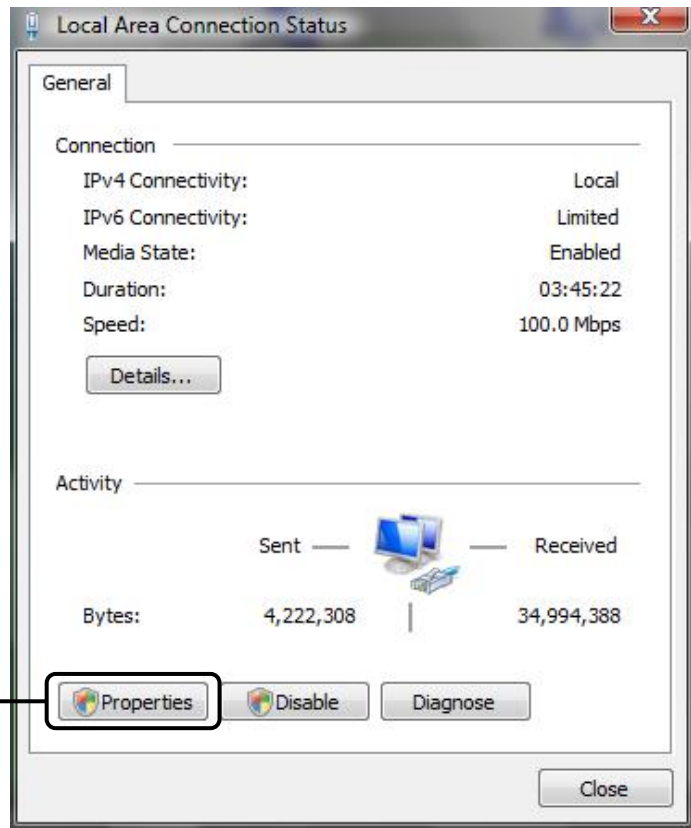 Local Area Connection Status
X
General
Connection
IPv4 Connectivity: Local
IPv6 Connectivity: Limited
Media State: Enabled
Duration: 03:45:22
Speed: 100.0 Mbps
Details...
Activity
Sent Received
Bytes: 4,222,308 34,994,388
Properties Disable Diagnose
Close